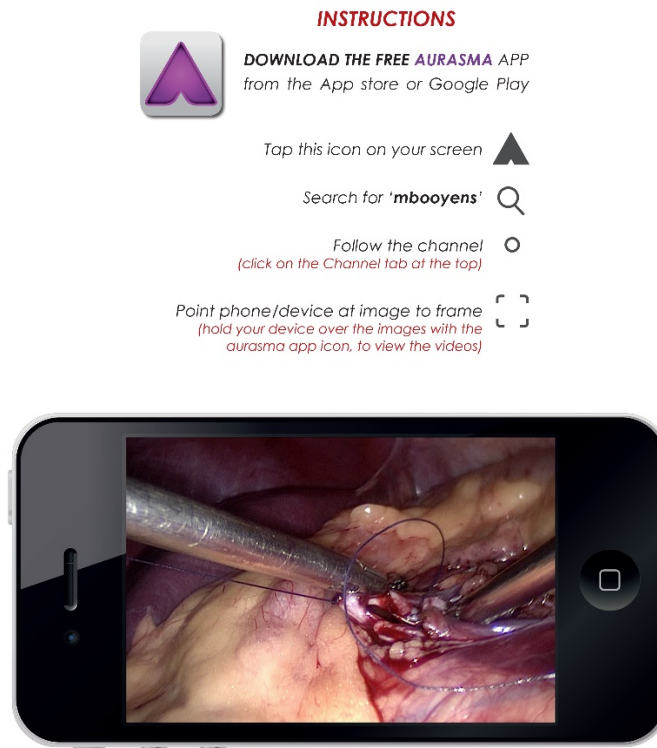 INSTRUCTIONS
DOWNLOAD THE FREE AURASMA APP
from the App store or Google Play
Tap this icon on your screen
Search for ‘mbooyens’
Follow the channel
(click on the Channel tab at the top)
Point phone/device at image to frame
(hold your device over the images with the
aurasma app icon, to view the videos)